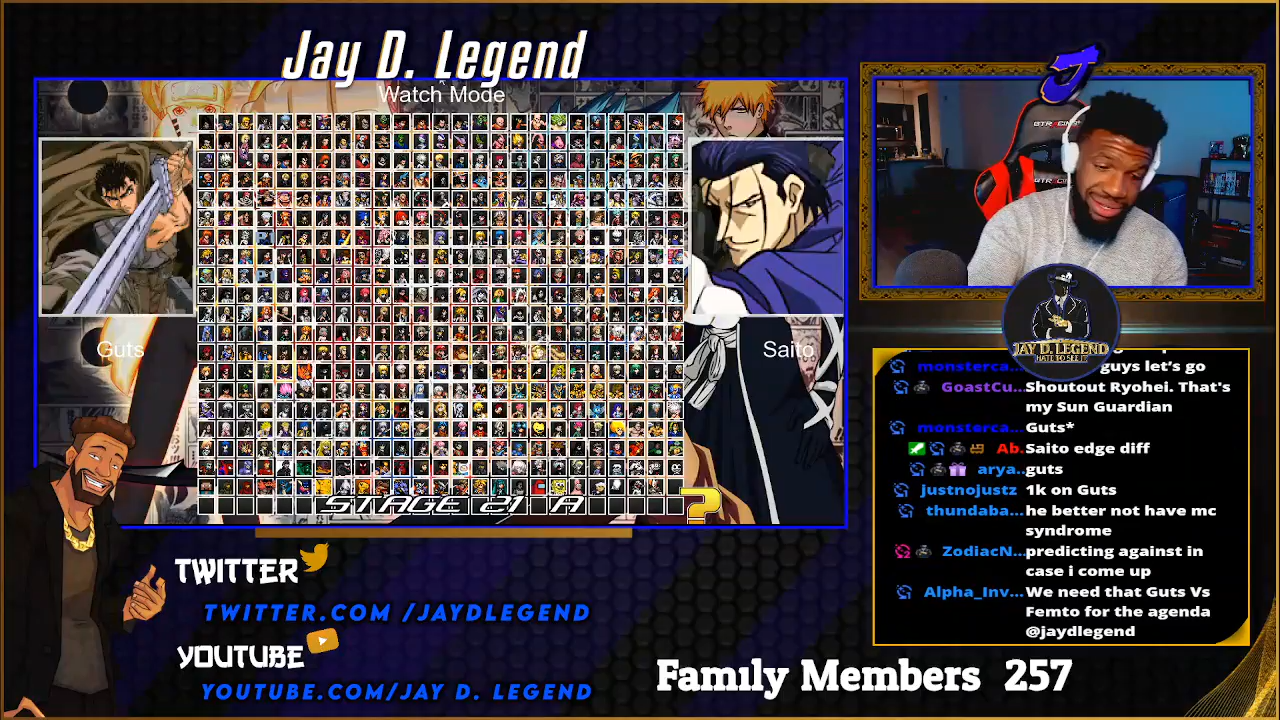 Jay D. Legend
Watch Mode
Guts
Saito
STAGE 21 A
?
J
JAY D. LEGEND
monsterca... guys let's go
GoastCu...Shoutout Ryohei. That's
my Sun Guardian
monsterca... Guts*
Ab. Saito edge diff
arya..guts
justnojustz 1k on Guts
thundaba... he better not have mc
syndrome
ZodiacN...predicting against in
case i come up
Alpha_Inv...We need that Guts Vs
Femto for the agenda
@jaydlegend
TWITTER
TWITTER.COM /JAYDLEGEND
YOUTUBE
YOUTUBE.COM/JAY D. LEGEND
Family Members 257